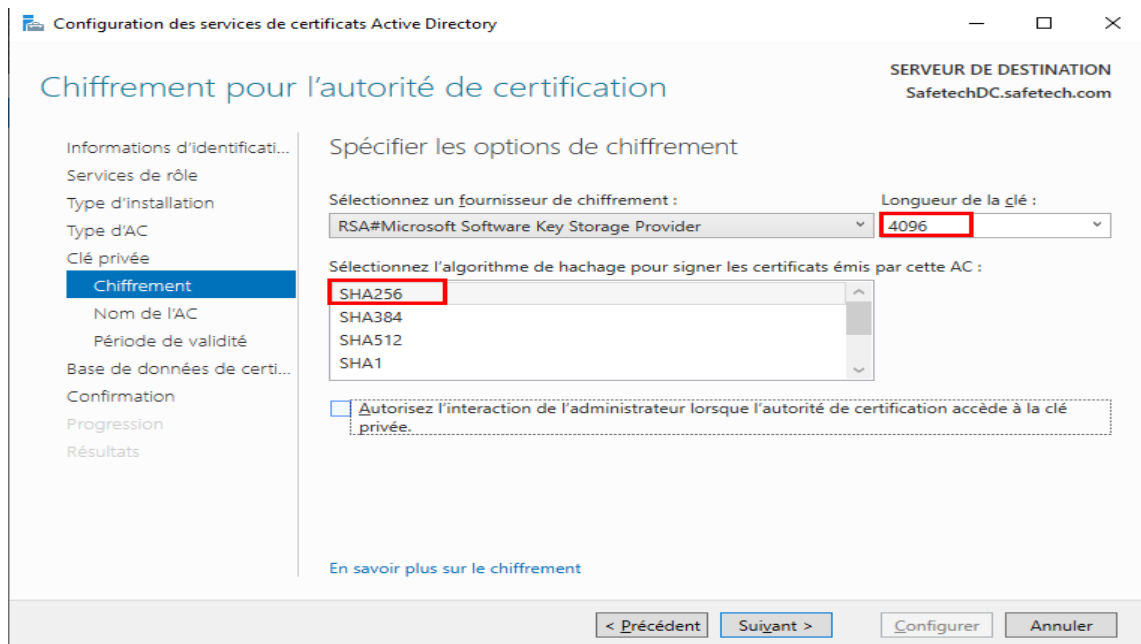 Configuration des services de certificats Active Directory
Chiffrement pour l'autorité de certification
SERVEUR DE DESTINATION
SafetechDC.safetech.com
Informations d'identificati...
Services de rôle
Type d'installation
Type d'AC
Clé privée
Chiffrement
Nom de l'AC
Période de validité
Base de données de certi...
Confirmation
Progression
Résultats
Spécifier les options de chiffrement
Sélectionnez un fournisseur de chiffrement :
Longueur de la clé :
RSA#Microsoft Software Key Storage Provider
4096
Sélectionnez l'algorithme de hachage pour signer les certificats émis par cette AC :
SHA256
SHA384
SHA512
SHA1
Autorisez l'interaction de l'administrateur lorsque l'autorité de certification accède à la clé
privée.
En savoir plus sur le chiffrement
< Précédent
Suivant >
Configurer
Annuler